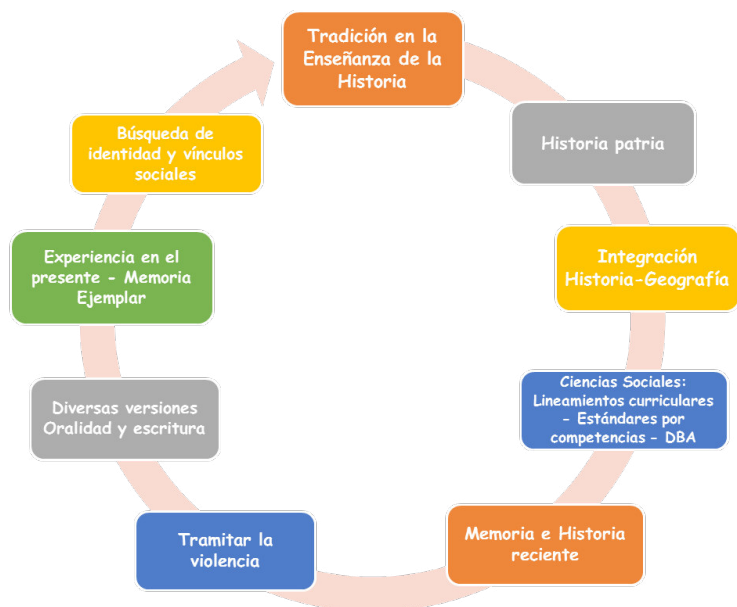 Tradición en la
Enseñanza de la
Historia
Historia patria
Integración
Historia-Geografía
Ciencias Sociales:
Lineamientos curriculares
- Estándares por
competencias - DBA
Memoria e Historia
reciente
Tramitar la
violencia
Diversas versiones
Oralidad y escritura
Experiencia en el
presente - Memoria
Ejemplar
Búsqueda de
identidad y vínculos
sociales